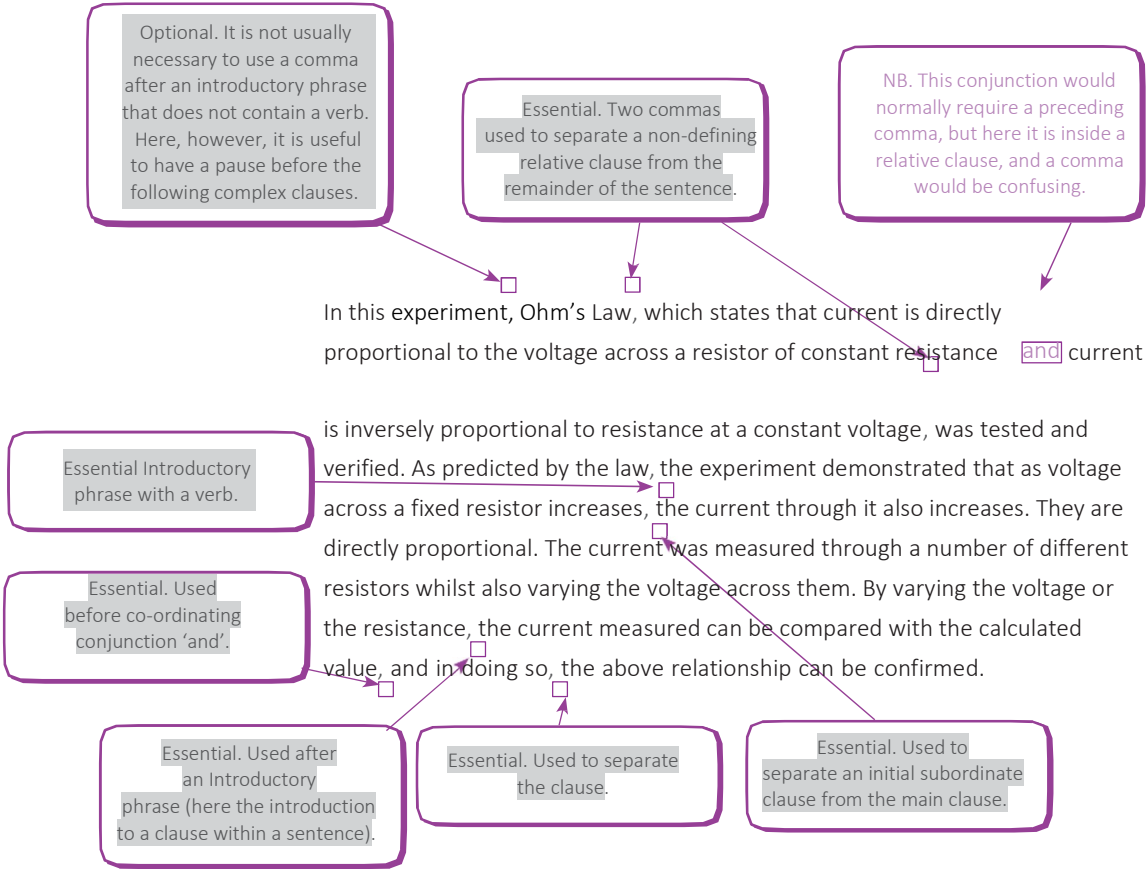 Optional. It is not usually
necessary to use a comma
after an introductory phrase
that does not contain a verb.
Here, however, it is useful
to have a pause before the
following complex clauses.
Essential. Two commas
used to separate a non-defining
relative clause from the
remainder of the sentence.
NB. This conjunction would
normally require a preceding
comma, but here it is inside a
relative clause, and a comma
would be confusing.
In this experiment, Ohm’s Law, which states that current is directly
proportional to the voltage across a resistor of constant resistance and current
is inversely proportional to resistance at a constant voltage, was tested and
verified. As predicted by the law, the experiment demonstrated that as voltage
across a fixed resistor increases, the current through it also increases. They are
directly proportional. The current was measured through a number of different
resistors whilst also varying the voltage across them. By varying the voltage or
the resistance, the current measured can be compared with the calculated
value, and in doing so, the above relationship can be confirmed.
Essential Introductory
phrase with a verb.
Essential. Used
before co-ordinating
conjunction ‘and’.
Essential. Used after
an Introductory
phrase (here the introduction
to a clause within a sentence).
Essential. Used to separate
the clause.
Essential. Used to
separate an initial subordinate
clause from the main clause.